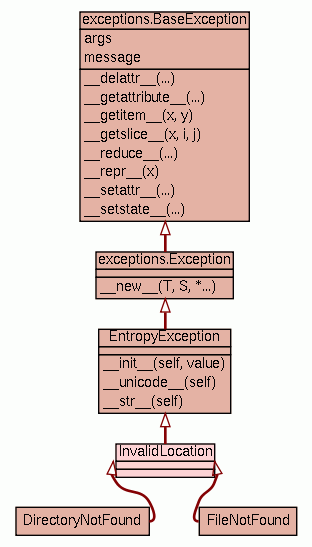 exceptions.BaseException
args
message
__delattr__(...)
__getattribute__(...)
__getitem__(x, y)
__getslice__(x, i, j)
__reduce__(...)
__repr__(x)
__setattr__(...)
__setstate__(...)
exceptions.Exception
__new__(T, S, *...)
EntropyException
__init__(self, value)
__unicode__(self)
__str__(self)
InvalidLocation
DirectoryNotFound
FileNotFound